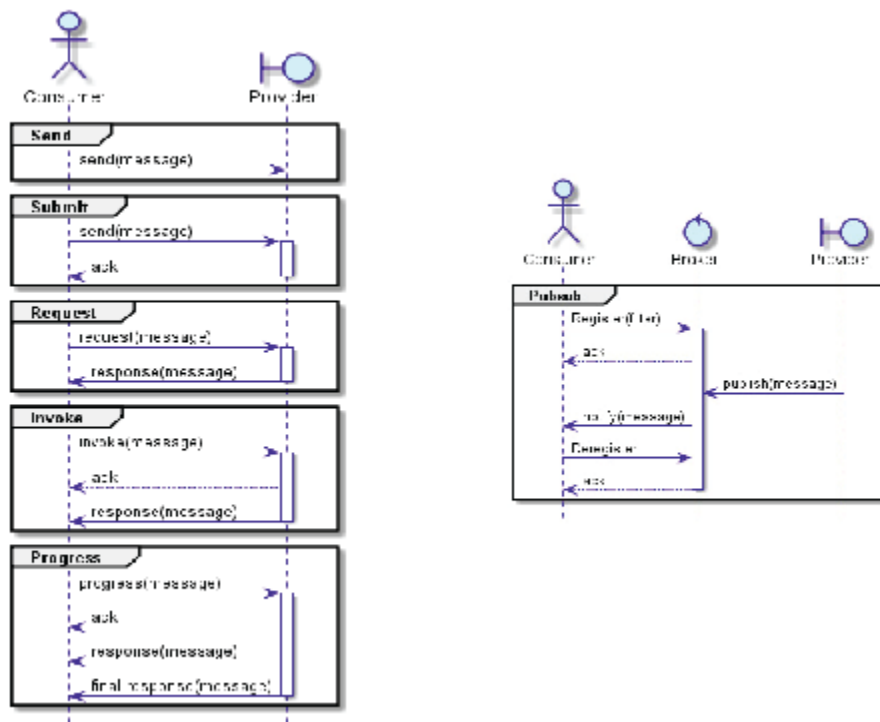 Consumer
Provider
Send
send(message)
Submit
send(message)
ack
Request
request(message)
response(message)
Invoke
invoke(message)
ack
response(message)
Progress
progress(message)
ack
response(message)
final response(message)
Consumer
Broker
Provider
Pubsub
Register(filter)
ack
publish(message)
notify(message)
Deregister
ack